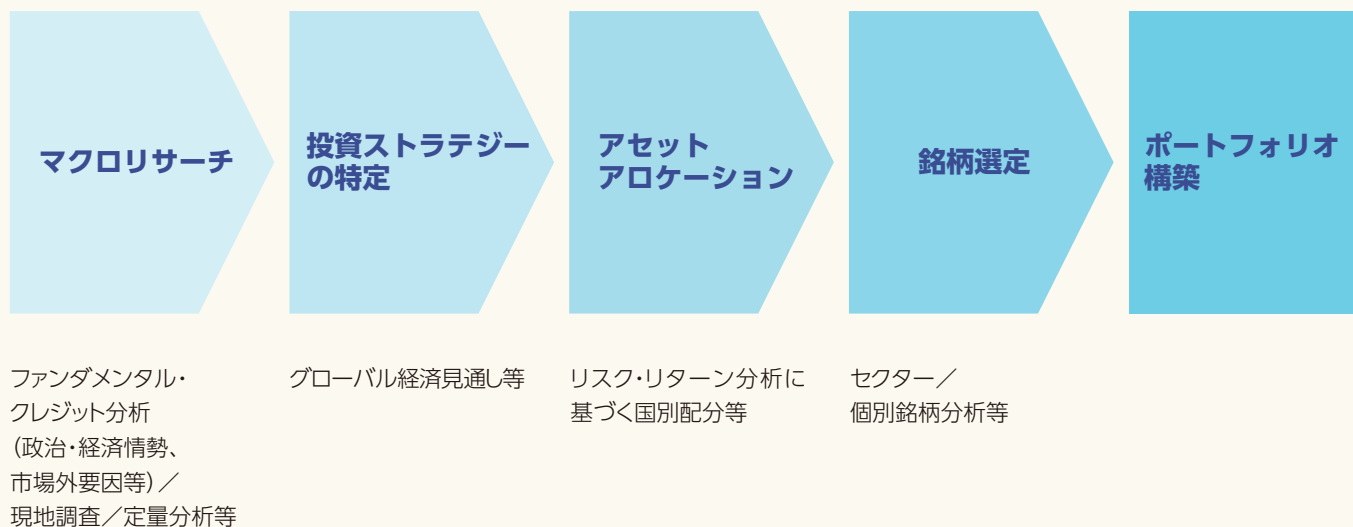 マクロリサーチ
投資ストラテジー
の特定
アセット
アロケーション
銘柄選定
ポートフォリオ
構築
ファンダメンタル・
クレジット分析
(政治・経済情勢、
市場外要因等)／
現地調査／定量分析等
グローバル経済見通し等
リスク・リターン分析に
基づく国別配分等
セクター／
個別銘柄分析等